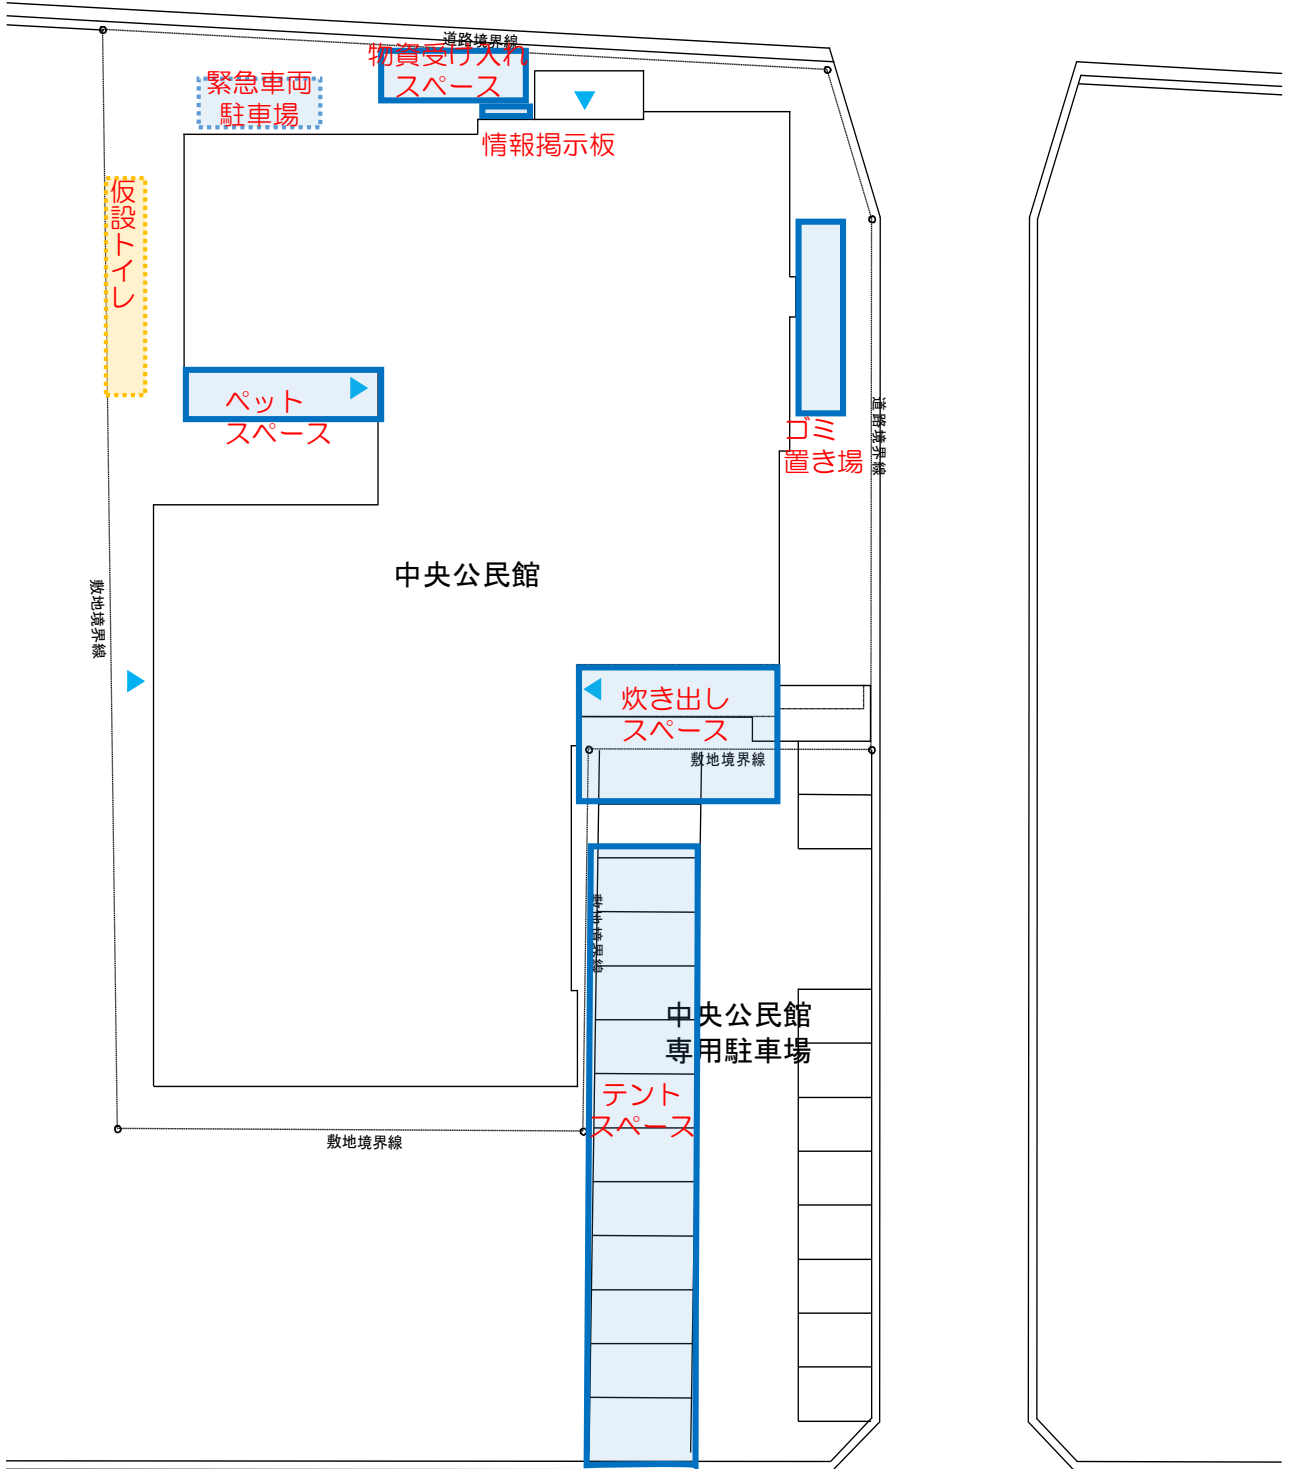 道路境界線
物資受け入れ
スペース
緊急車両
駐車場
情報掲示板
仮設トイレ
ペット
スペース
ゴミ
置き場
道路境界線
中央公民館
敷地境界線
炊き出し
スペース
敷地境界線
敷地境界線
中央公民館
専用駐車場
テント
スペース
敷地境界線